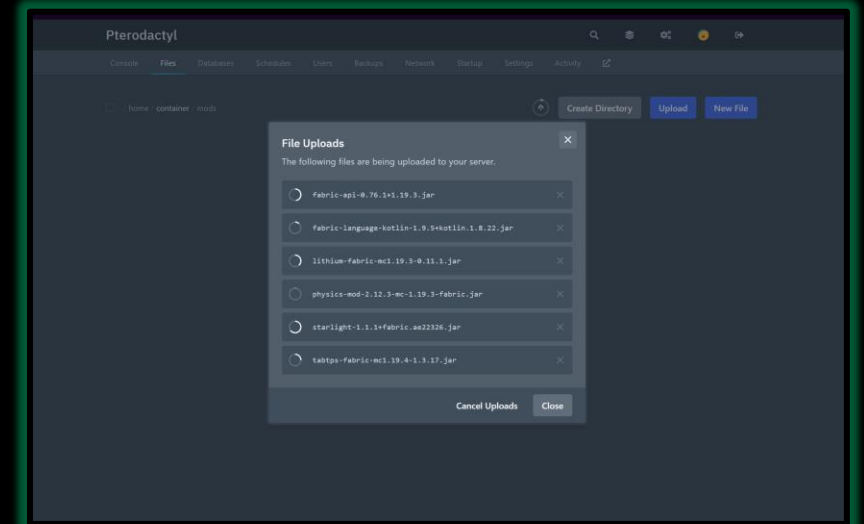 Pterodactyl
Console Files Databases Schedules Users Backups Network Startup Settings Activity
/ home / container / mods
Create Directory Upload New File
File Uploads
The following files are being uploaded to your server.
fabric-api-0.76.1+1.19.3.jar
fabric-language-kotlin-1.9.5+kotlin.1.8.22.jar
lithium-fabric-mc1.19.3-0.11.1.jar
physics-mod-2.12.3-mc-1.19.3-fabric.jar
starlight-1.1.1+fabric.ae22326.jar
tabtps-fabric-mc1.19.4-1.3.17.jar
Cancel Uploads Close